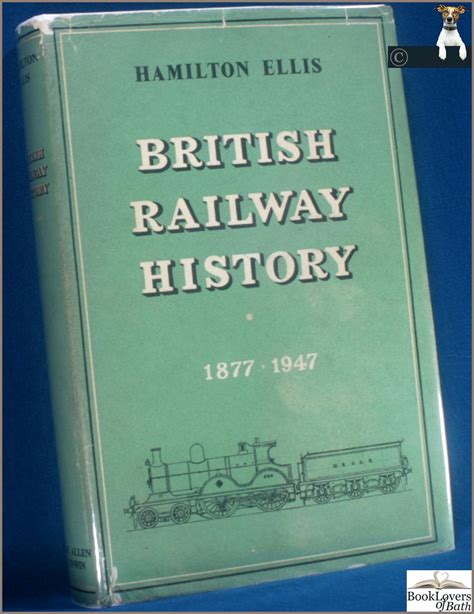 HAMILTON ELLIS
BRITISH
RAILWAY
HISTORY
1877 · 1947
©
BookLovers
Of Bath